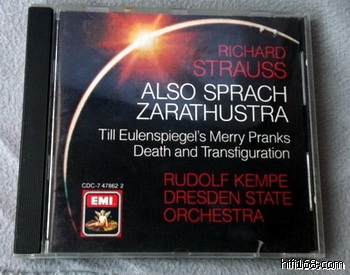 RICHARD
STRAUSS
ALSO SPRACH
ZARATHUSTRA
Till Eulenspiegel's Merry Pranks
Death and Transfiguration
CDC-7 47862 2
EMI
RUDOLF KEMPE
DRESDEN STATE
ORCHESTRA
hifi168.com